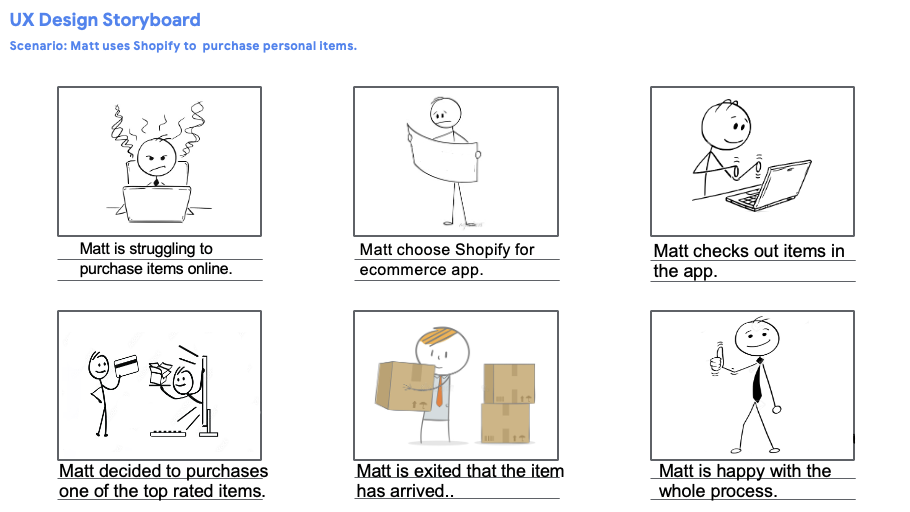 UX Design Storyboard
Scenario: Matt uses Shopify to  purchase personal items.
Matt is struggling to
purchase items online.
Matt choose Shopify for
ecommerce app.
Matt checks out items in
the app.
Matt decided to purchases
one of the top rated items.
Matt is exited that the item
has arrived..
Matt is happy with the
whole process.